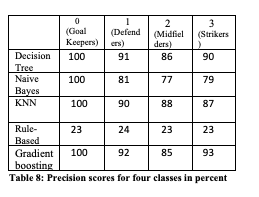 0 (Goal Keepers) 1 (Defend ers) 2 (Midfiel ders) 3 (Strikers )
Decision Tree 100 91 86 90
Naive Bayes 100 81 77 79
KNN 100 90 88 87
Rule-Based 23 24 23 23
Gradient boosting 100 92 85 93
Table 8: Precision scores for four classes in percent